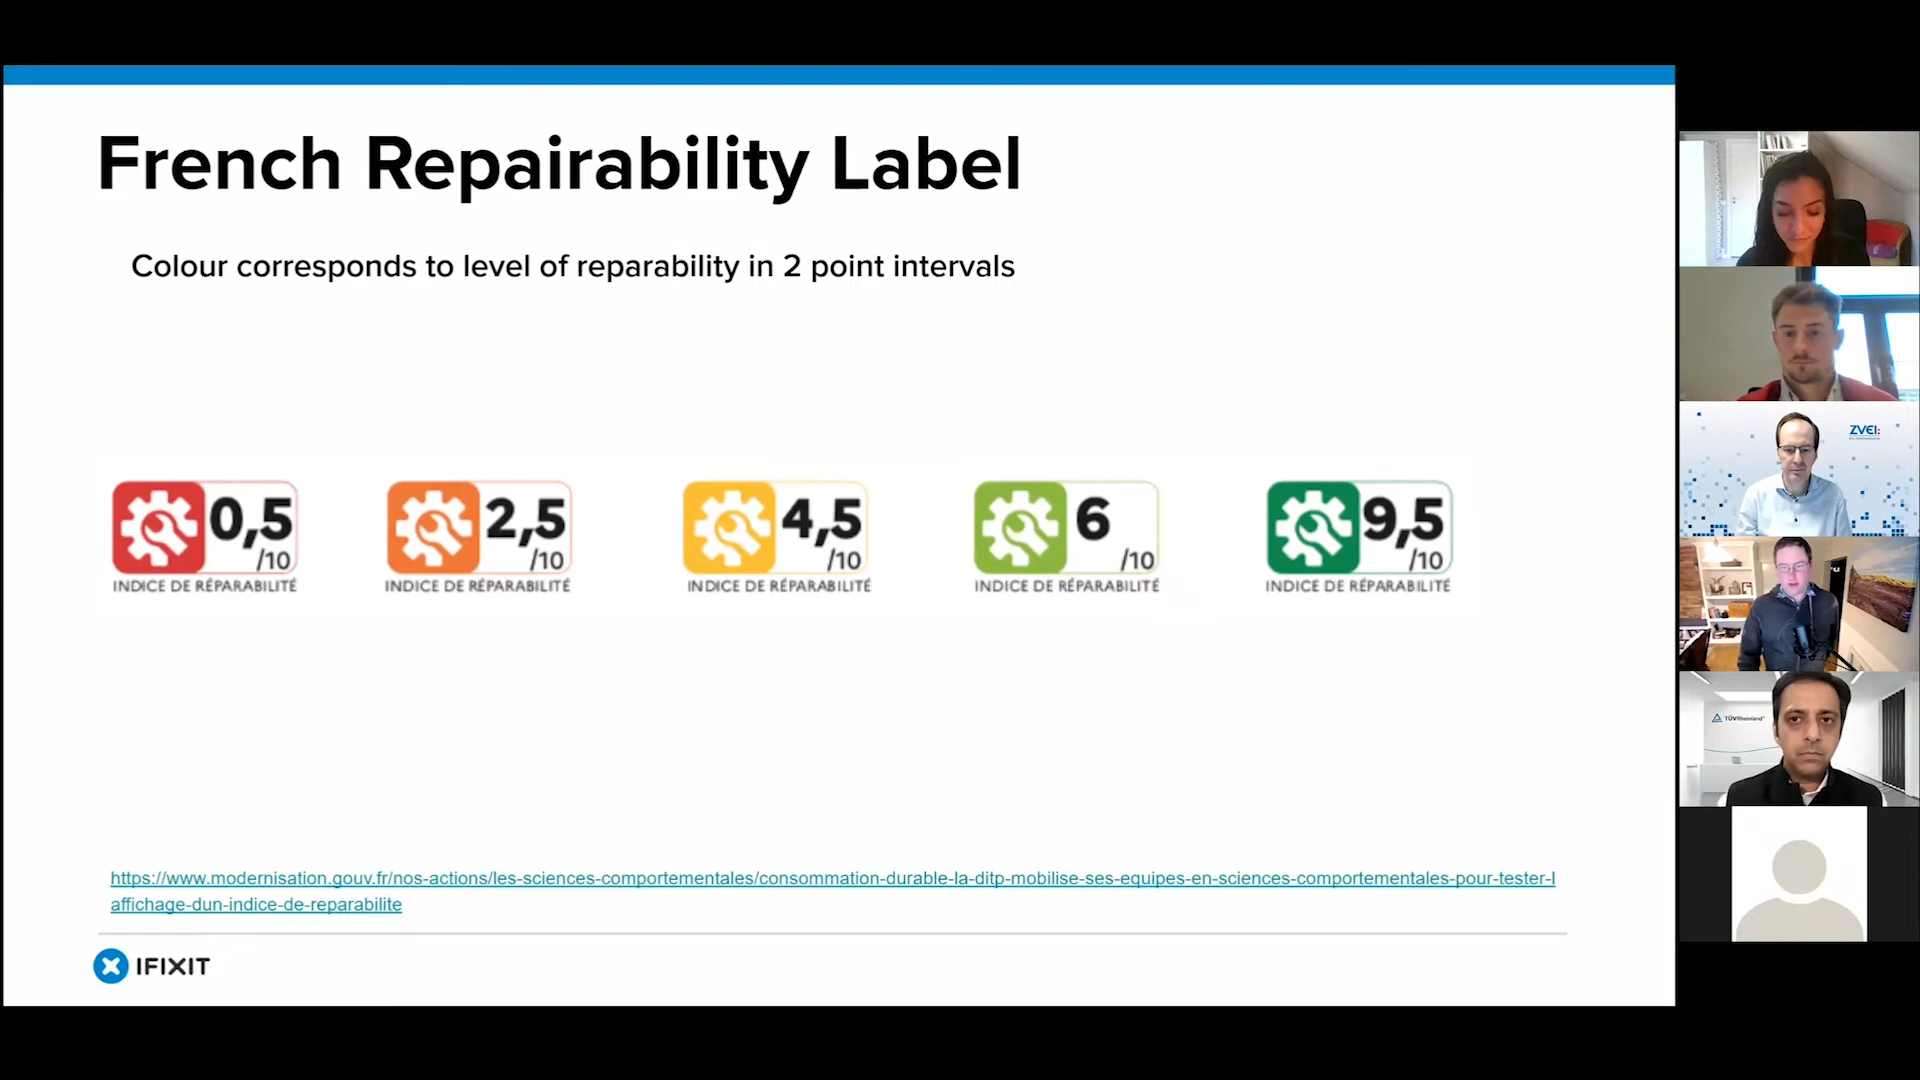 French Repairability Label
Colour corresponds to level of reparability in 2 point intervals
0,5 /10
INDICE DE RÉPARABILITÉ
2,5 /10
INDICE DE RÉPARABILITÉ
4,5 /10
INDICE DE RÉPARABILITÉ
6 /10
INDICE DE RÉPARABILITÉ
9,5 /10
INDICE DE RÉPARABILITÉ
https://www.modernisation.gouv.fr/nos-actions/les-sciences-comportementales/consommation-durable-la-ditp-mobilise-ses-equipes-en-sciences-comportementales-pour-tester-l
affichage-dun-indice-de-reparabilite
IFIXIT
ZVEI:
TÜVRheinland